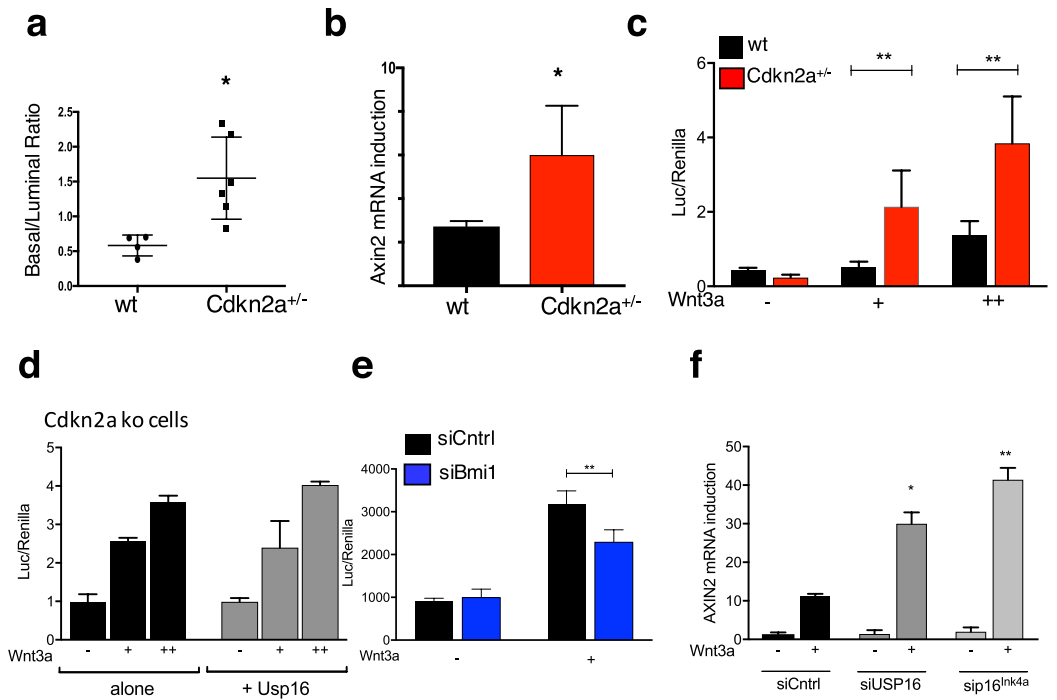 a
*
Basal/Luminal Ratio
2.5
2.0
1.5
1.0
0.5
0.0
wt
Cdkn2a+/-
b
*
Axin2 mRNA induction
10
0
wt
Cdkn2a+/-
c
wt
Cdkn2a+/-
**
**
Luc/Renilla
6
4
2
0
Wnt3a
-
+
++
d
Cdkn2a ko cells
Luc/Renilla
5
4
3
2
1
0
Wnt3a - + ++ - + ++
alone
+ Usp16
e
siCntrl
siBmi1
**
Luc/Renilla
4000
3000
2000
1000
0
Wnt3a
-
+
f
AXIN2 mRNA induction
50
40
30
20
10
0
*
**
Wnt3a - + - + - +
siCntrl
siUSP16
sip16Ink4a